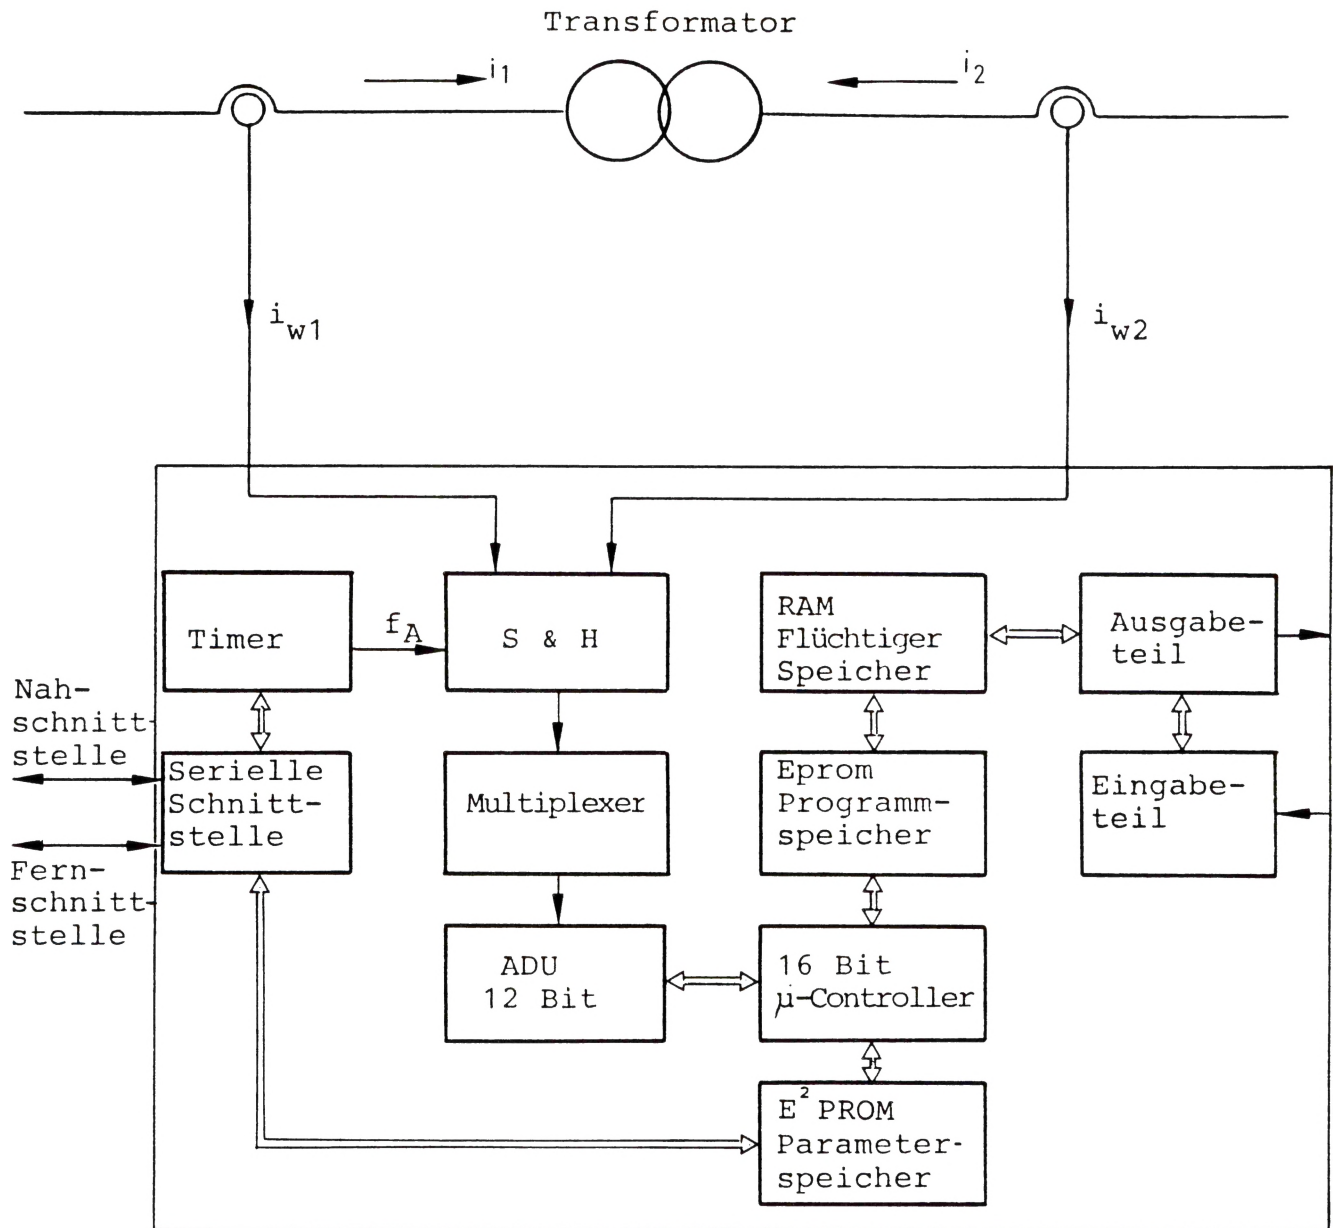 Transformator
i1
i2
iw1
iw2
Timer
fA
S & H
RAM
Flüchtiger
Speicher
Ausgabe-
teil
Nah-
schnitt-
stelle
Serielle
Schnitt-
stelle
Multiplexer
Eprom
Programm-
speicher
Eingabe-
teil
Fern-
schnitt-
stelle
ADU
12 Bit
16 Bit
μ-Controller
E² PROM
Parameter-
speicher